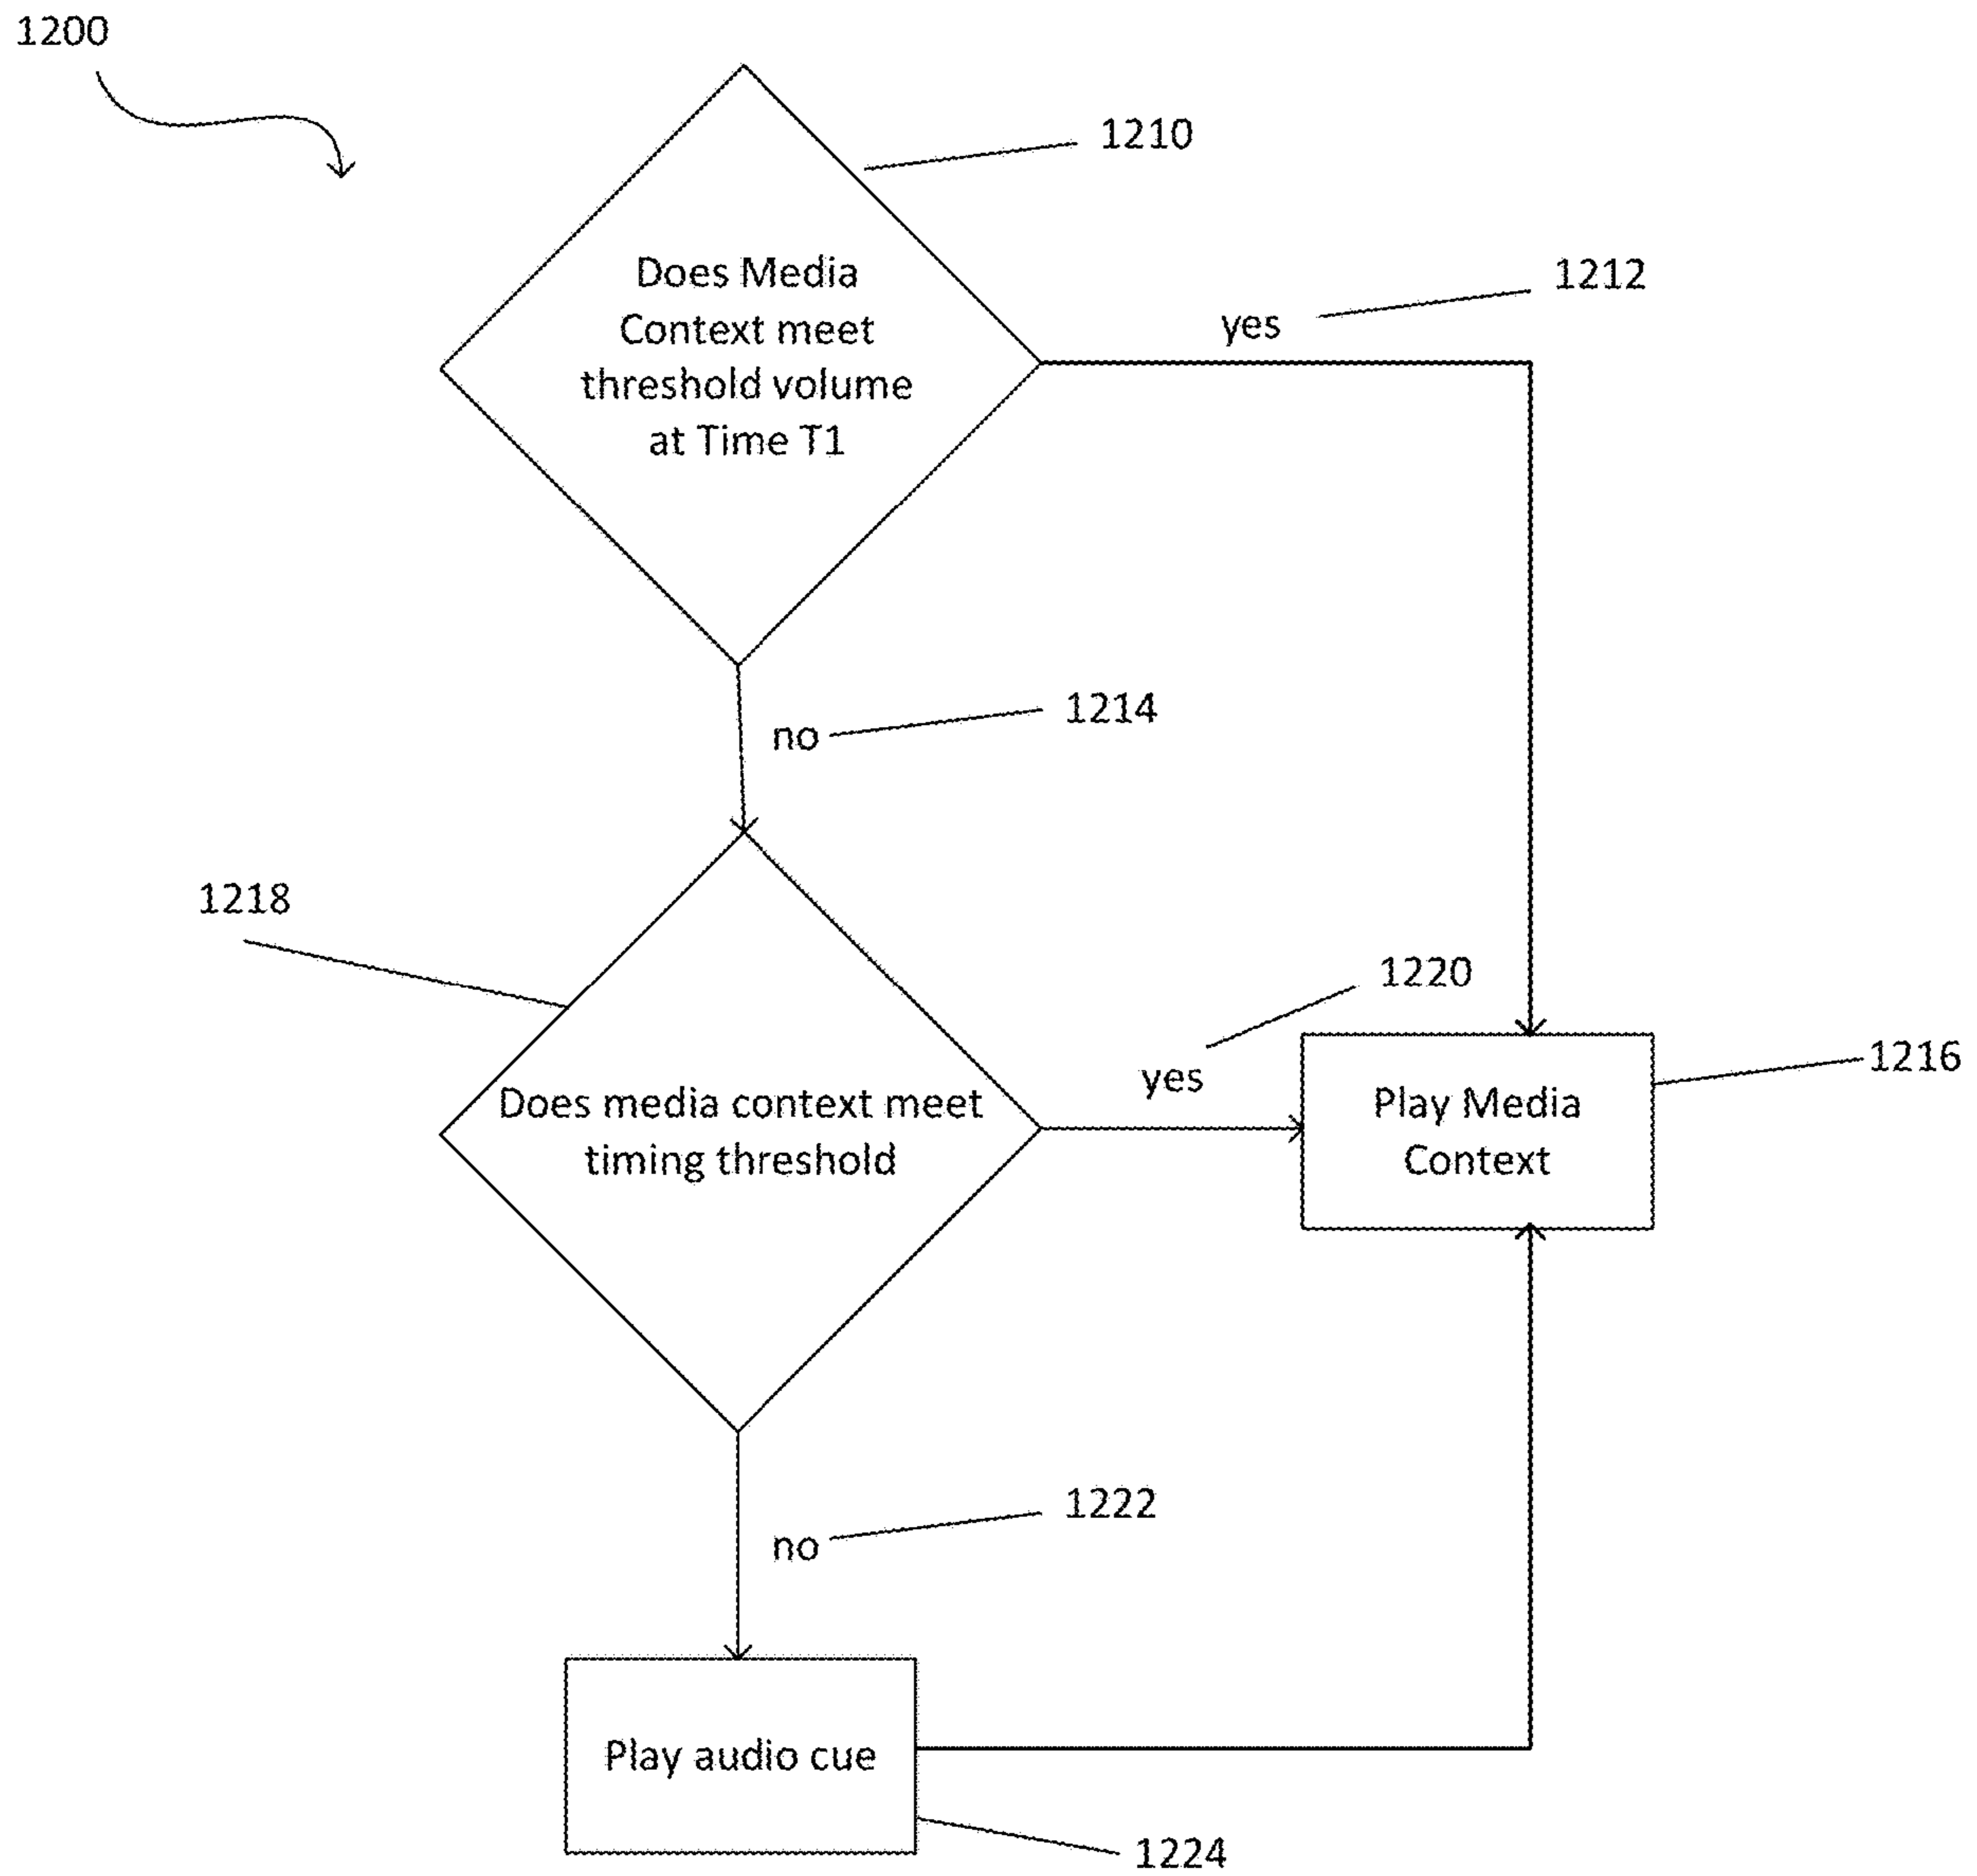 1200
1210
Does Media
Context meet
threshold volume
at Time T1
1212
yes
1214
no
1218
1220
yes
Does media context meet
timing threshold
1216
Play Media
Context
1222
no
Play audio cue
1224